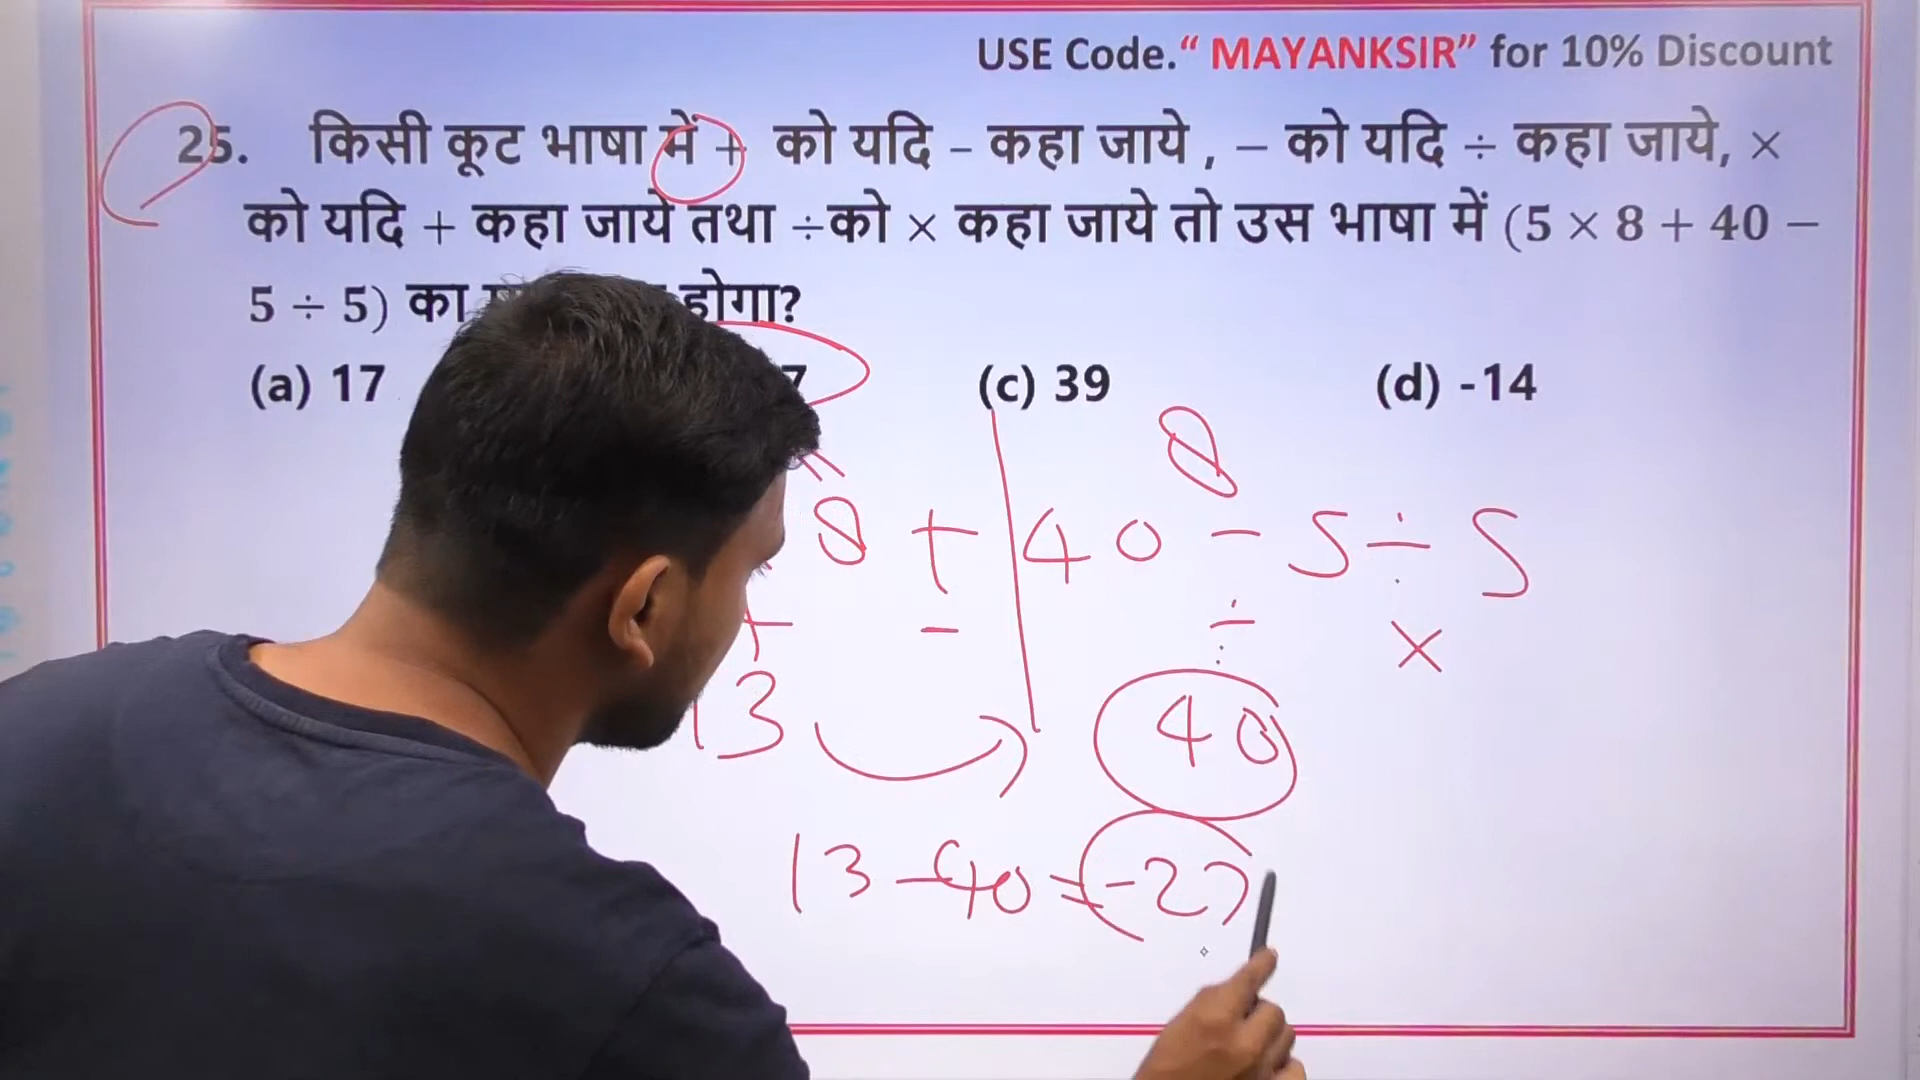 USE Code.“ MAYANKSIR” for 10% Discount
25. किसी कूट भाषा में + को यदि – कहा जाये , – को यदि ÷ कहा जाये, ×
को यदि + कहा जाये तथा ÷को × कहा जाये तो उस भाषा में (5 × 8 + 40 –
5 ÷ 5) का होगा?
(a) 17 7 (c) 39 (d) -14
8
8 + 40 - 5 ÷ 5
+ - ÷ ×
13 40
13 - 40 = -27